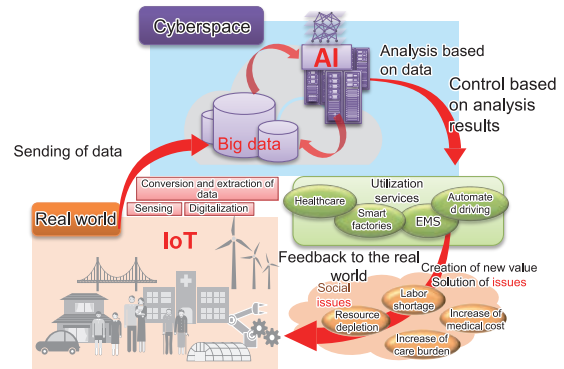 Cyberspace
AI
Analysis based
on data
Control based
on analysis
results
Big data
Sending of data
Conversion and extraction of
data
Sensing
Digitalization
Real world
IoT
Utilization
services
Healthcare
Smart
factories
EMS
Automate
d driving
Feedback to the real
world
Creation of new value
Solution of issues
Social
issues
Labor
shortage
Resource
depletion
Increase of
medical cost
Increase of
care burden